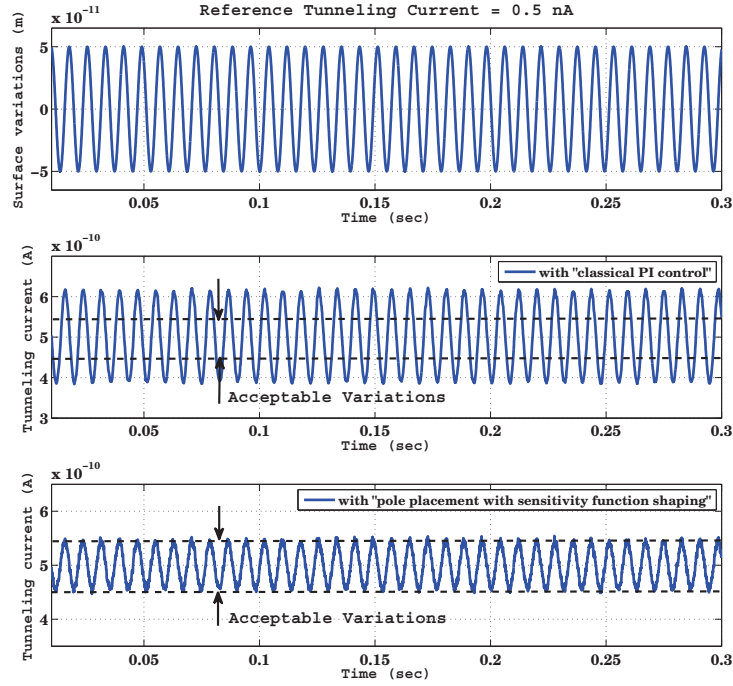 Reference Tunneling Current = 0.5 nA
x 10⁻¹¹
Surface variations (m)
5
0
−5
0.05 0.1 0.15 0.2 0.25 0.3
Time (sec)
x 10⁻¹⁰
Tunneling current (A)
with "classical PI control"
6
5
4
3
Acceptable Variations
0.05 0.1 0.15 0.2 0.25 0.3
Time (sec)
x 10⁻¹⁰
Tunneling current (A)
with "pole placement with sensitivity function shaping"
6
5
4
Acceptable Variations
0.05 0.1 0.15 0.2 0.25 0.3
Time (sec)